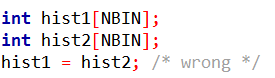 int hist1[NBIN];
int hist2[NBIN];
hist1 = hist2; /* wrong */